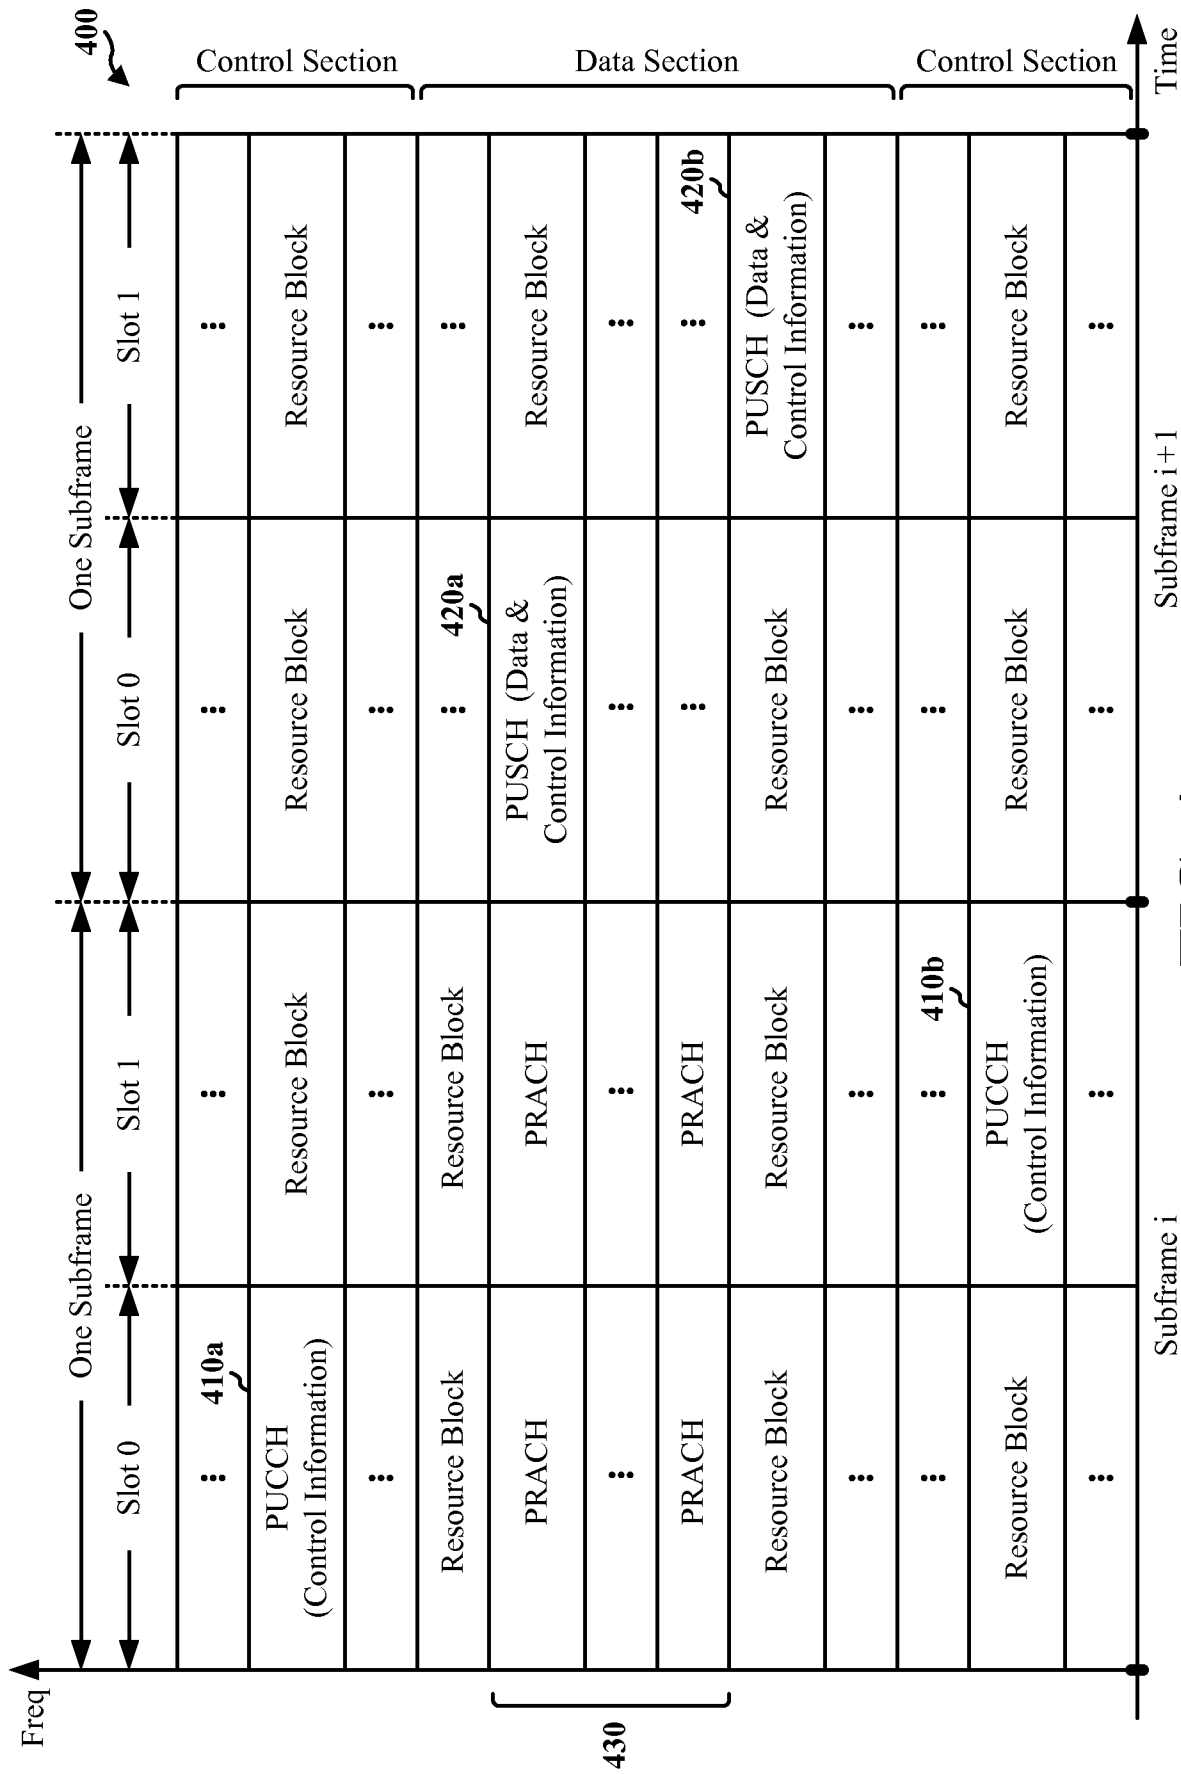 Freq
One Subframe
One Subframe
400
Slot 0
Slot 1
Slot 0
Slot 1
⋮
410a
⋮
⋮
⋮
PUCCH
(Control Information)
Resource Block
Resource Block
Resource Block
Control Section
⋮
⋮
⋮
⋮
Resource Block
Resource Block
⋮
420a
⋮
PRACH
PRACH
PUSCH (Data &
Control Information)
Resource Block
430
⋮
⋮
⋮
⋮
Data Section
PRACH
PRACH
⋮
⋮
420b
Resource Block
Resource Block
Resource Block
PUSCH (Data &
Control Information)
⋮
⋮
⋮
⋮
⋮
⋮
410b
⋮
⋮
Resource Block
PUCCH
(Control Information)
Resource Block
Resource Block
Control Section
⋮
⋮
⋮
⋮
Subframe i
Subframe i+1
Time